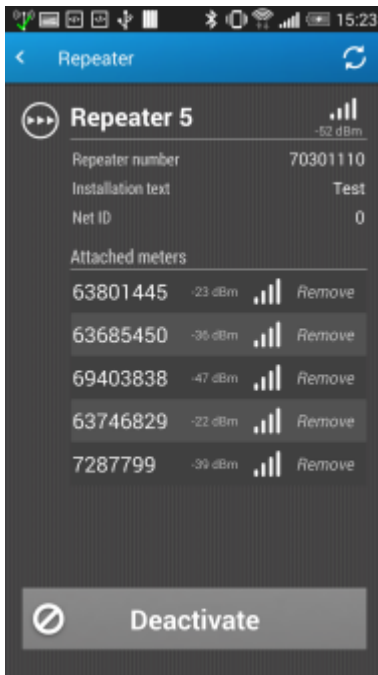 15:23
Repeater
Repeater 5
-52 dBm
Repeater number 70301110
Installation text Test
Net ID 0
Attached meters
63801445 -23 dBm Remove
63685450 -36 dBm Remove
69403838 -47 dBm Remove
63746829 -22 dBm Remove
7287799 -39 dBm Remove
Deactivate